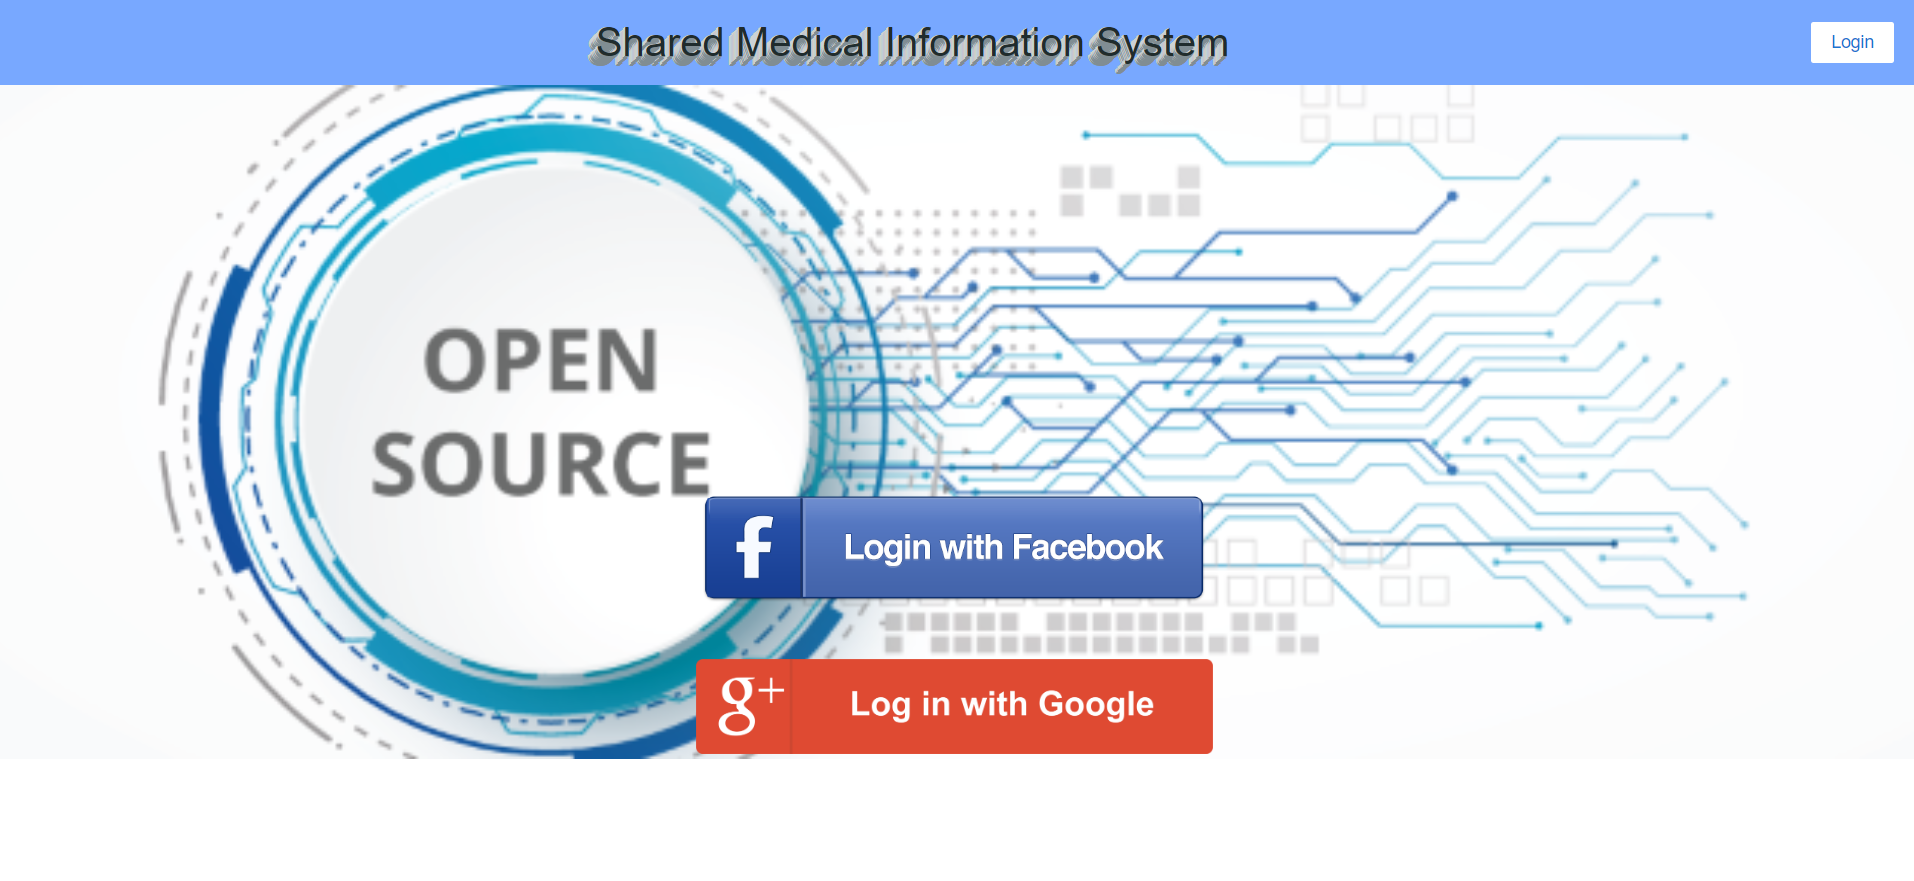 Shared Medical Information System
Login
OPEN
SOURCE
f Login with Facebook
g+ Log in with Google